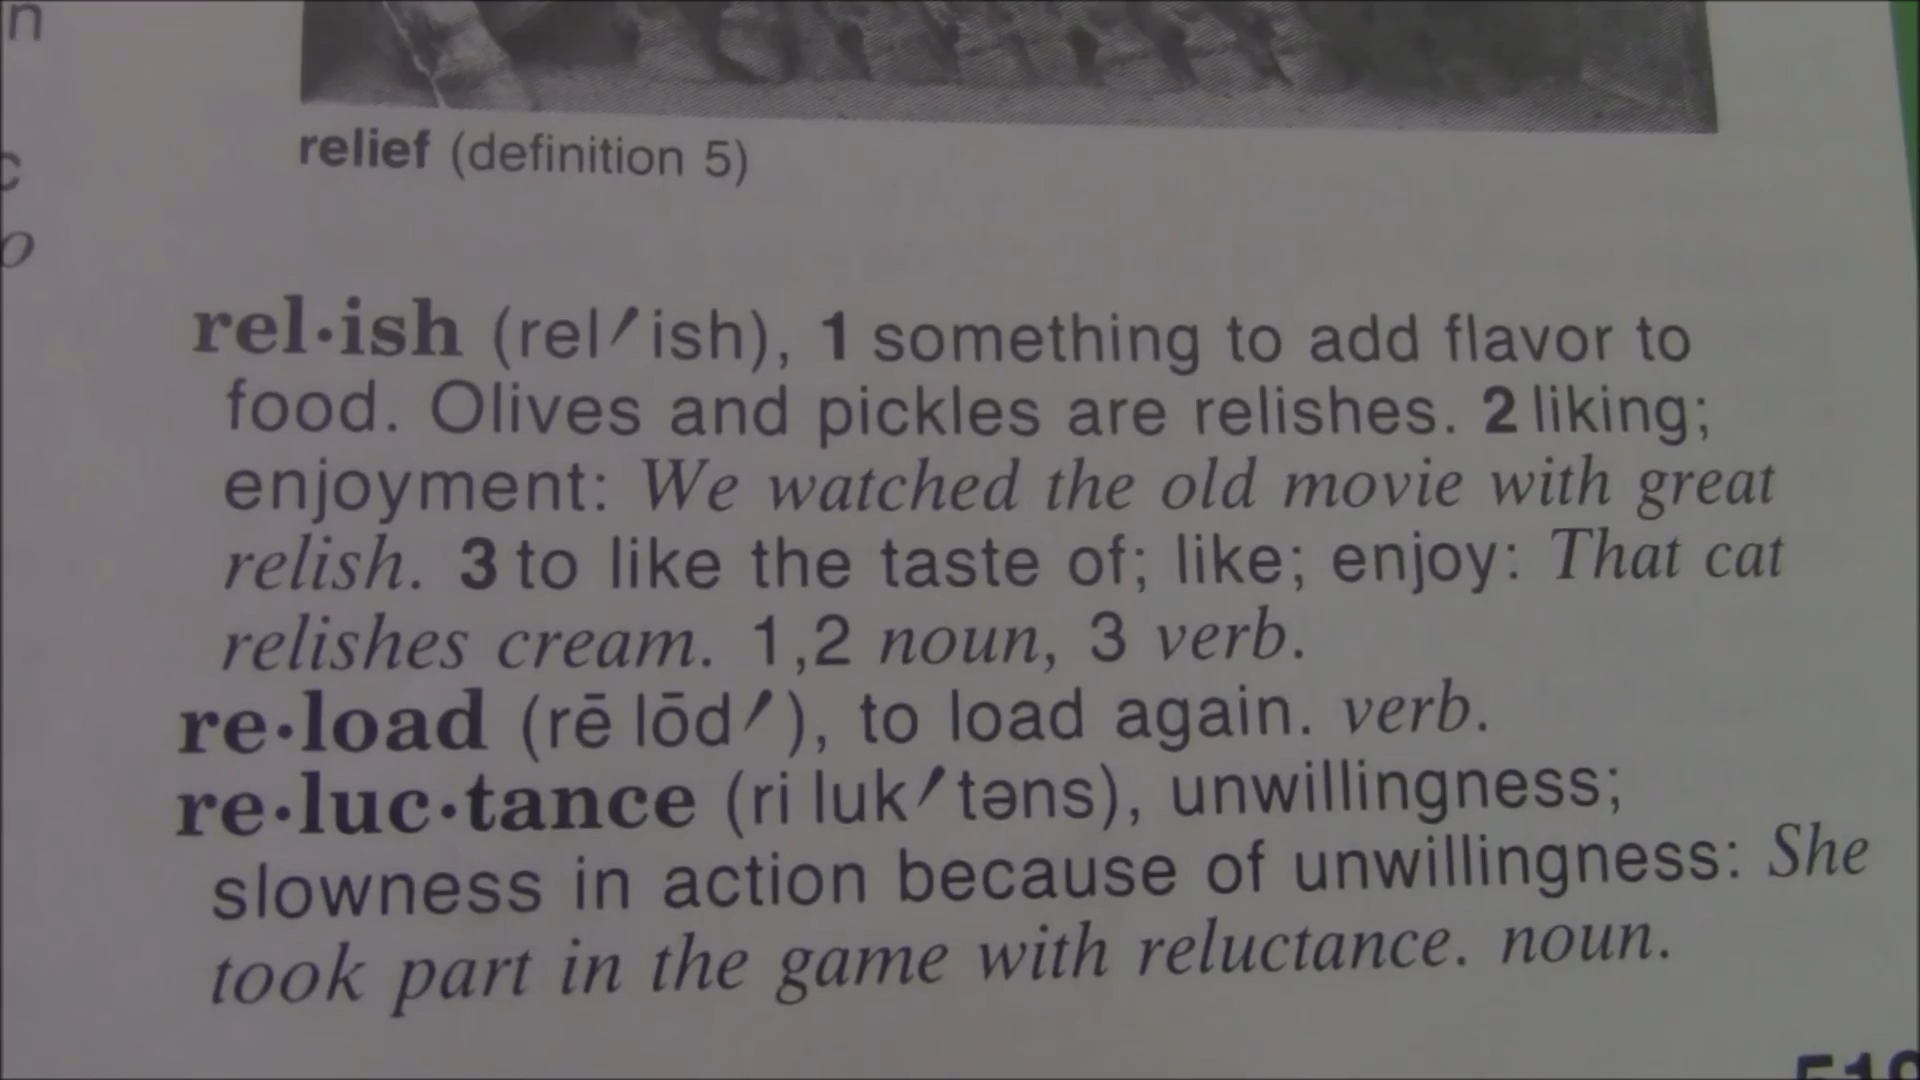 n
c
o
relief (definition 5)
rel·ish (rel′ish), 1 something to add flavor to
food. Olives and pickles are relishes. 2 liking;
enjoyment: We watched the old movie with great
relish. 3 to like the taste of; like; enjoy: That cat
relishes cream. 1,2 noun, 3 verb.
re·load (rē lōd′), to load again. verb.
re·luc·tance (ri luk′təns), unwillingness;
slowness in action because of unwillingness: She
took part in the game with reluctance. noun.